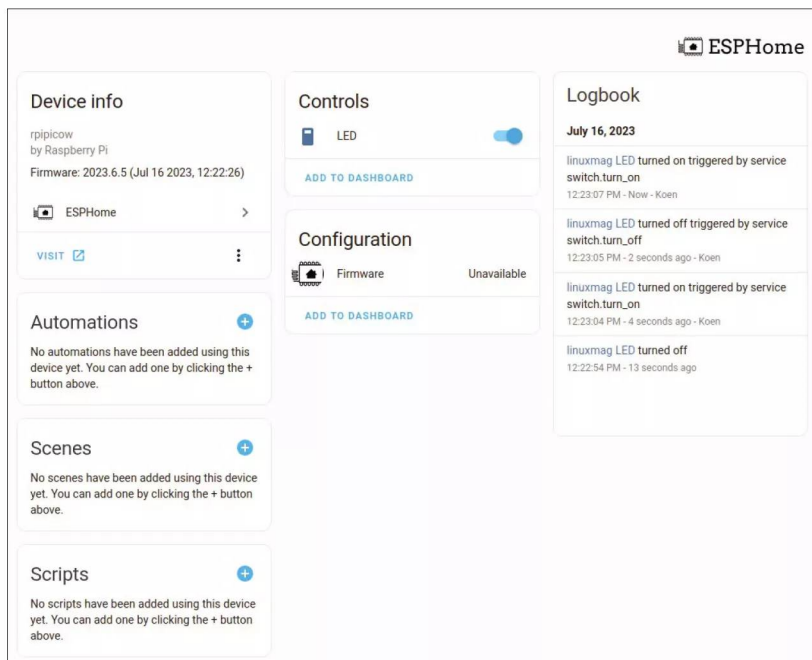 ESPHome
Device info
rpipicow
by Raspberry Pi
Firmware: 2023.6.5 (Jul 16 2023, 12:22:26)
ESPHome
VISIT
Automations
No automations have been added using this
device yet. You can add one by clicking the +
button above.
Scenes
No scenes have been added using this device
yet. You can add one by clicking the + button
above.
Scripts
No scripts have been added using this device
yet. You can add one by clicking the + button
above.
Controls
LED
ADD TO DASHBOARD
Configuration
Firmware Unavailable
ADD TO DASHBOARD
Logbook
July 16, 2023
linuxmag LED turned on triggered by service
switch.turn_on
12:23:07 PM - Now - Koen
linuxmag LED turned off triggered by service
switch.turn_off
12:23:05 PM - 2 seconds ago - Koen
linuxmag LED turned on triggered by service
switch.turn_on
12:23:04 PM - 4 seconds ago - Koen
linuxmag LED turned off
12:22:54 PM - 13 seconds ago